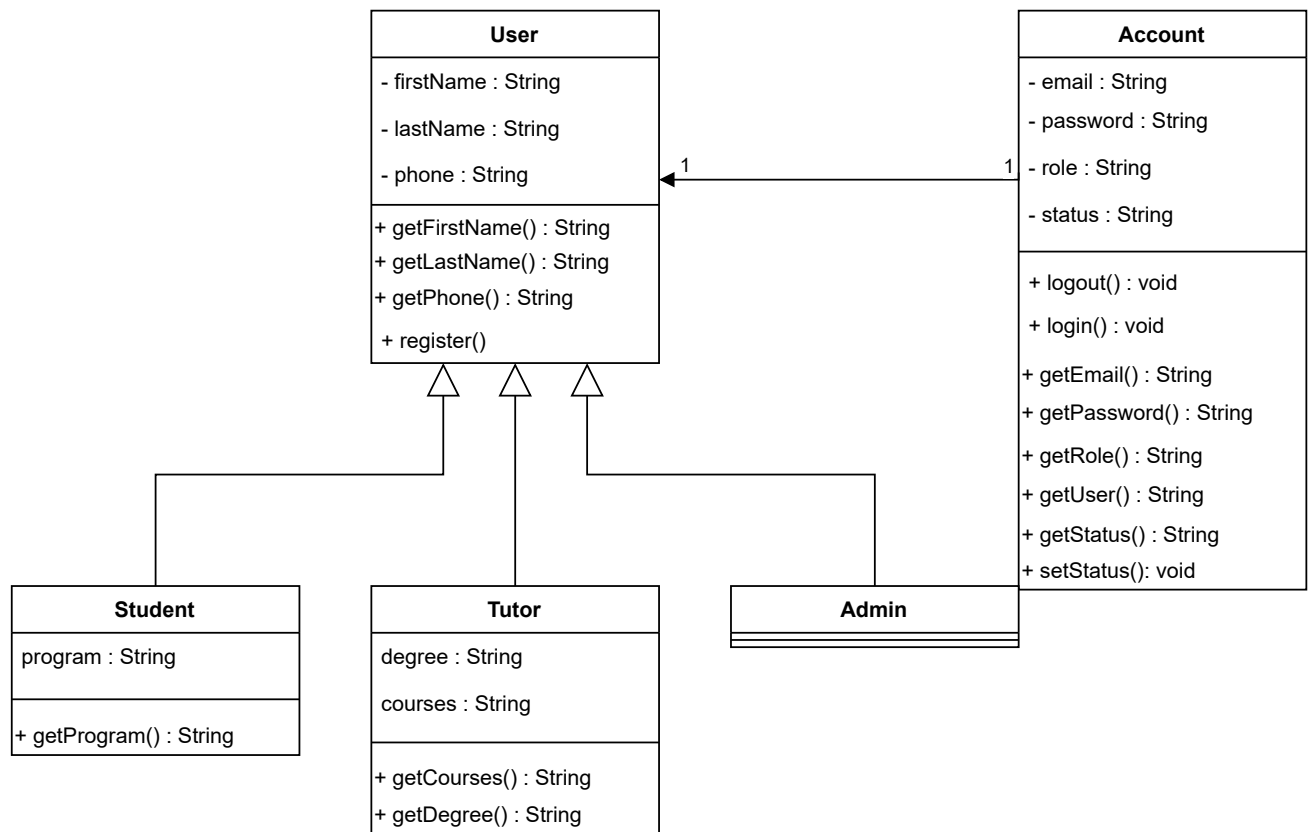 User
- firstName : String
- lastName : String
- phone : String
+ getFirstName() : String
+ getLastName() : String
+ getPhone() : String
+ register()
1
1
Account
- email : String
- password : String
- role : String
- status : String
+ logout() : void
+ login() : void
+ getEmail() : String
+ getPassword() : String
+ getRole() : String
+ getUser() : String
+ getStatus() : String
+ setStatus(): void
Student
program : String
+ getProgram() : String
Tutor
degree : String
courses : String
+ getCourses() : String
+ getDegree() : String
Admin